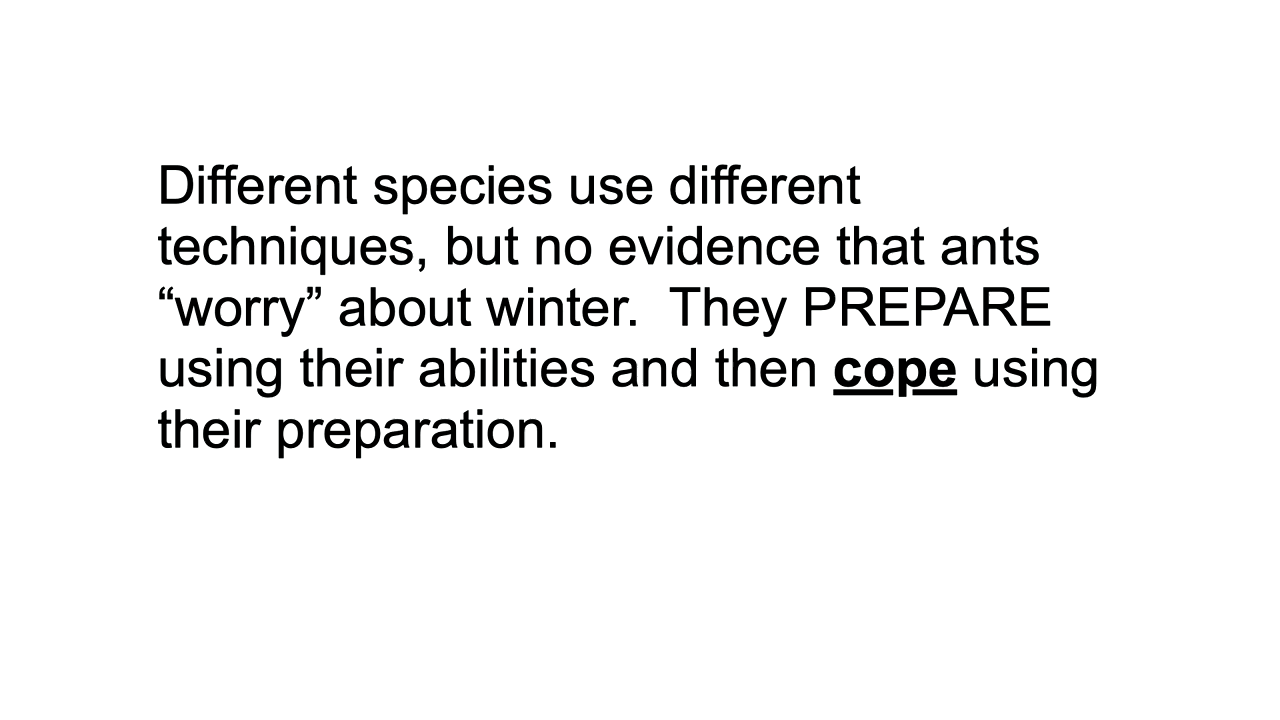 Different species use different
techniques, but no evidence that ants
“worry” about winter.  They PREPARE
using their abilities and then cope using
their preparation.